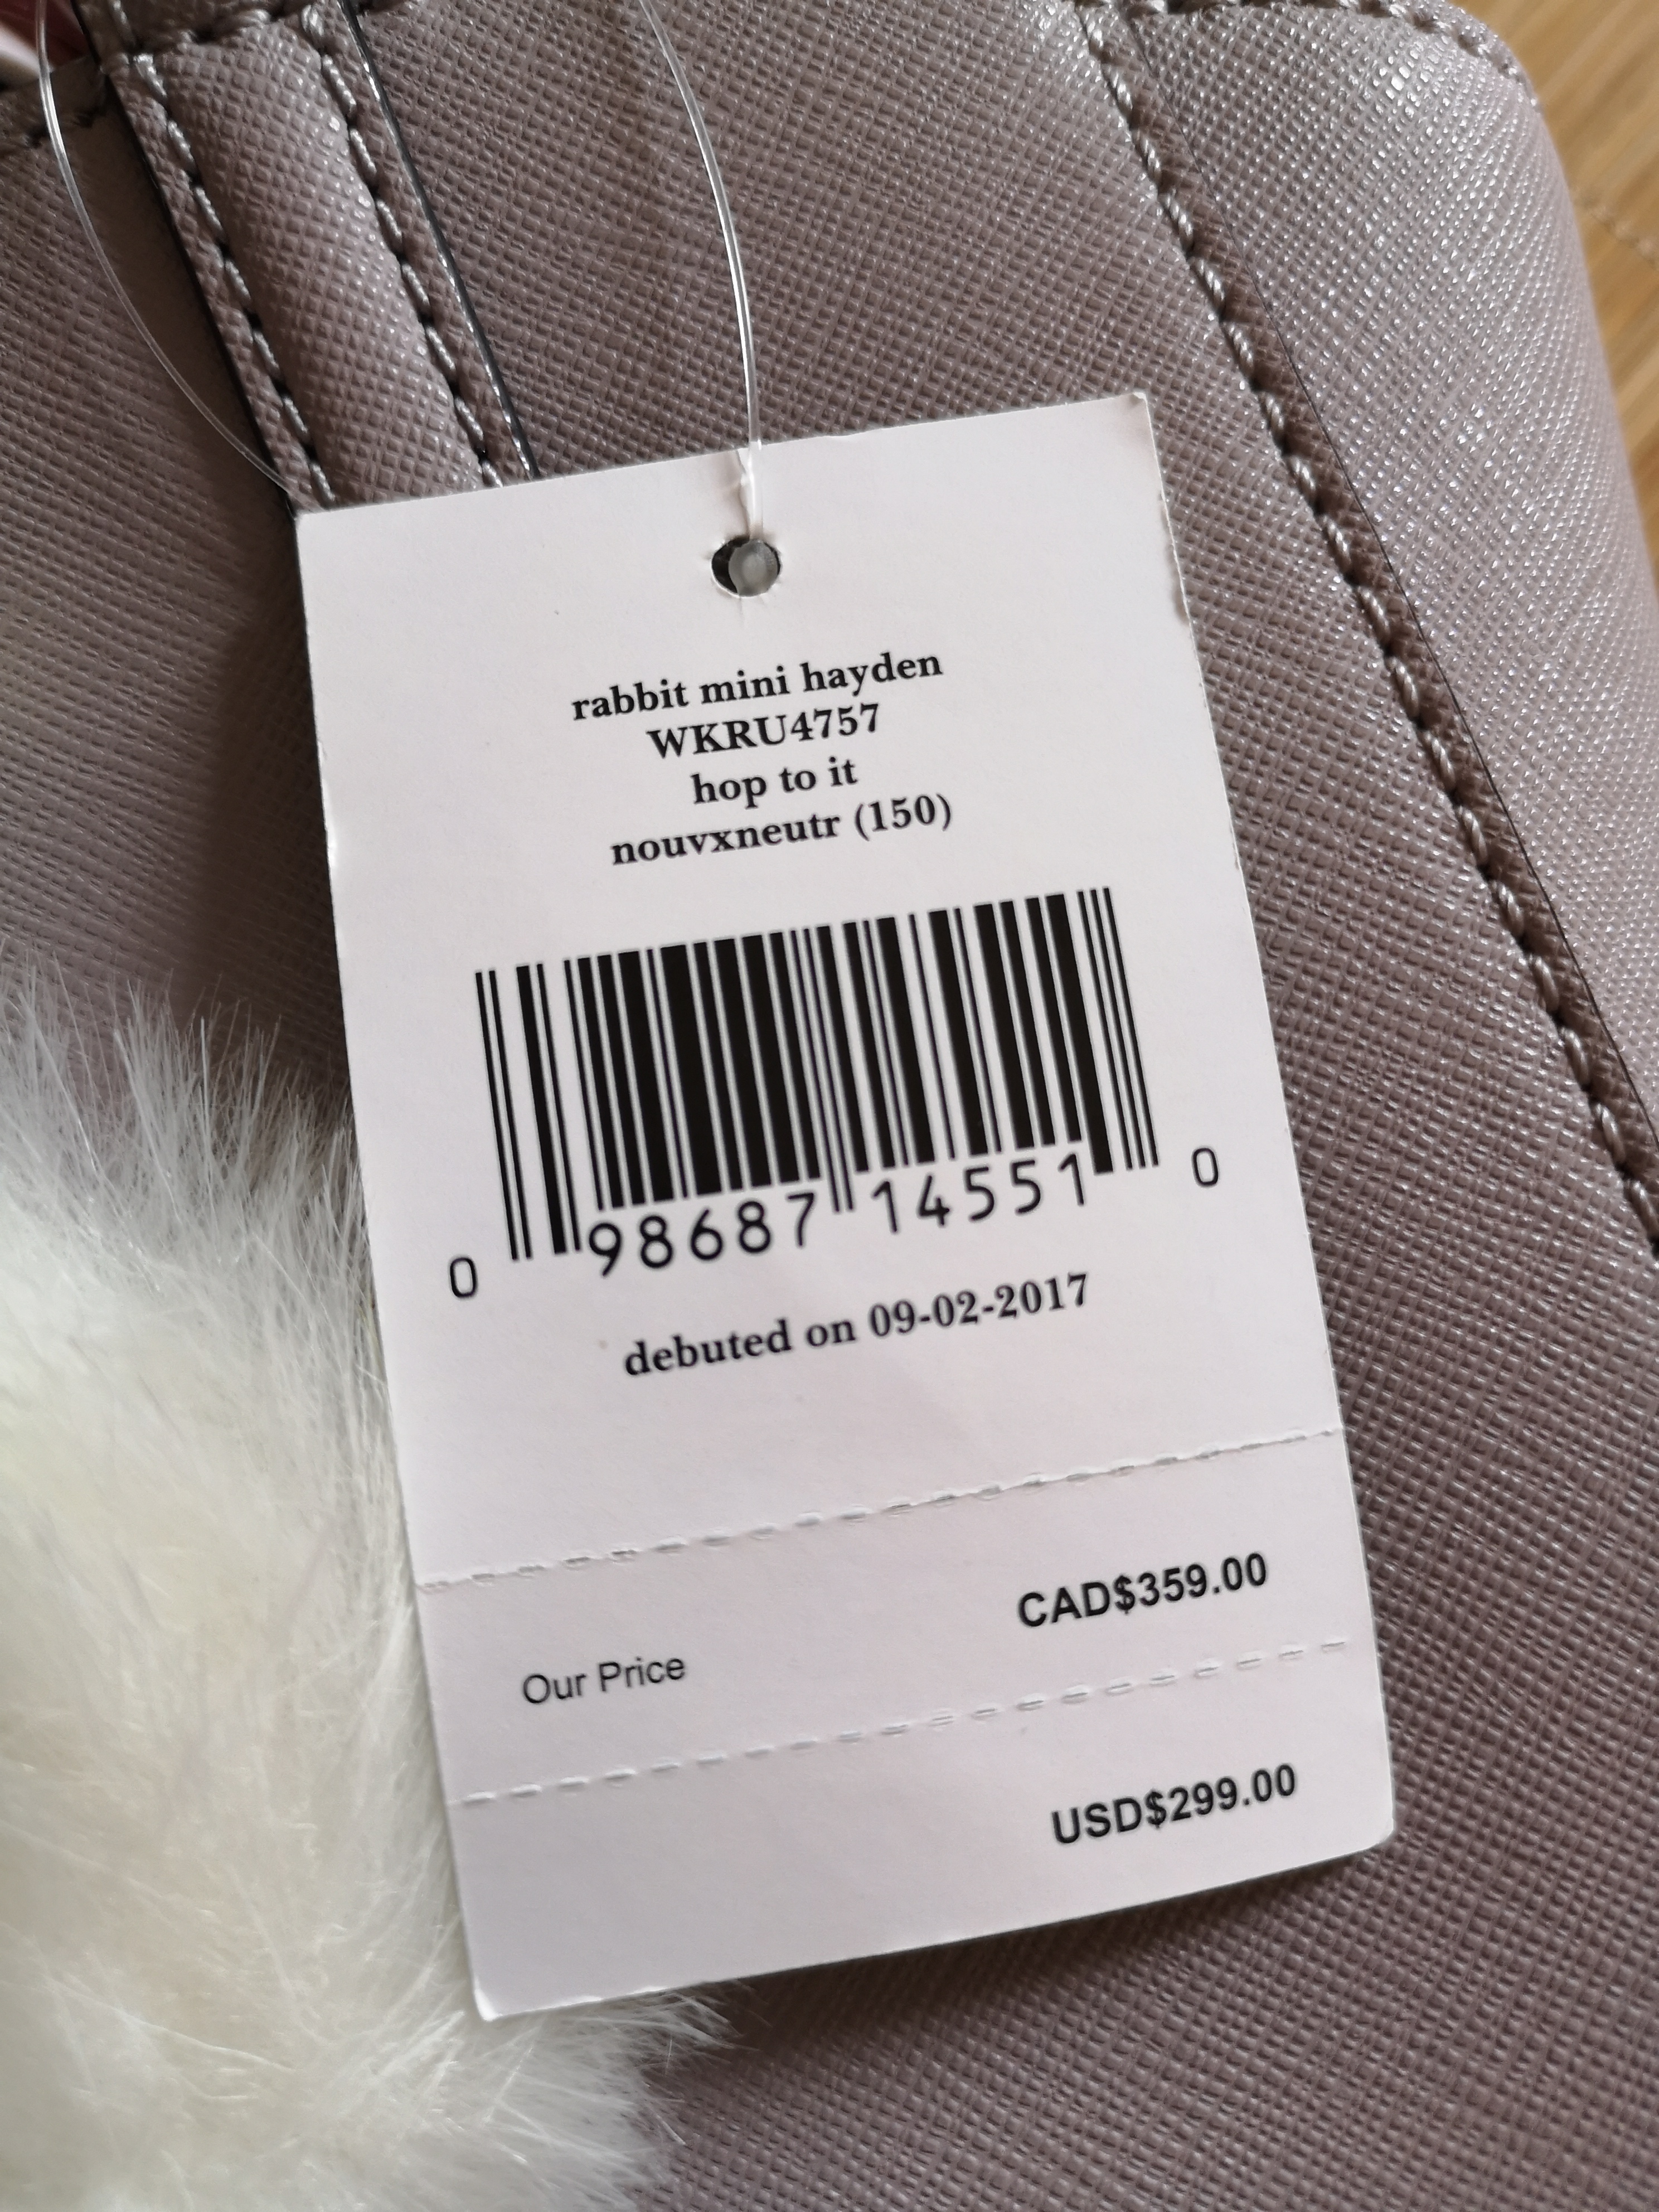 rabbit mini hayden
WKRU4757
hop to it
nouvxneutr (150)
0 98687 14551 0
debuted on 09-02-2017
CAD$359.00
Our Price
USD$299.00